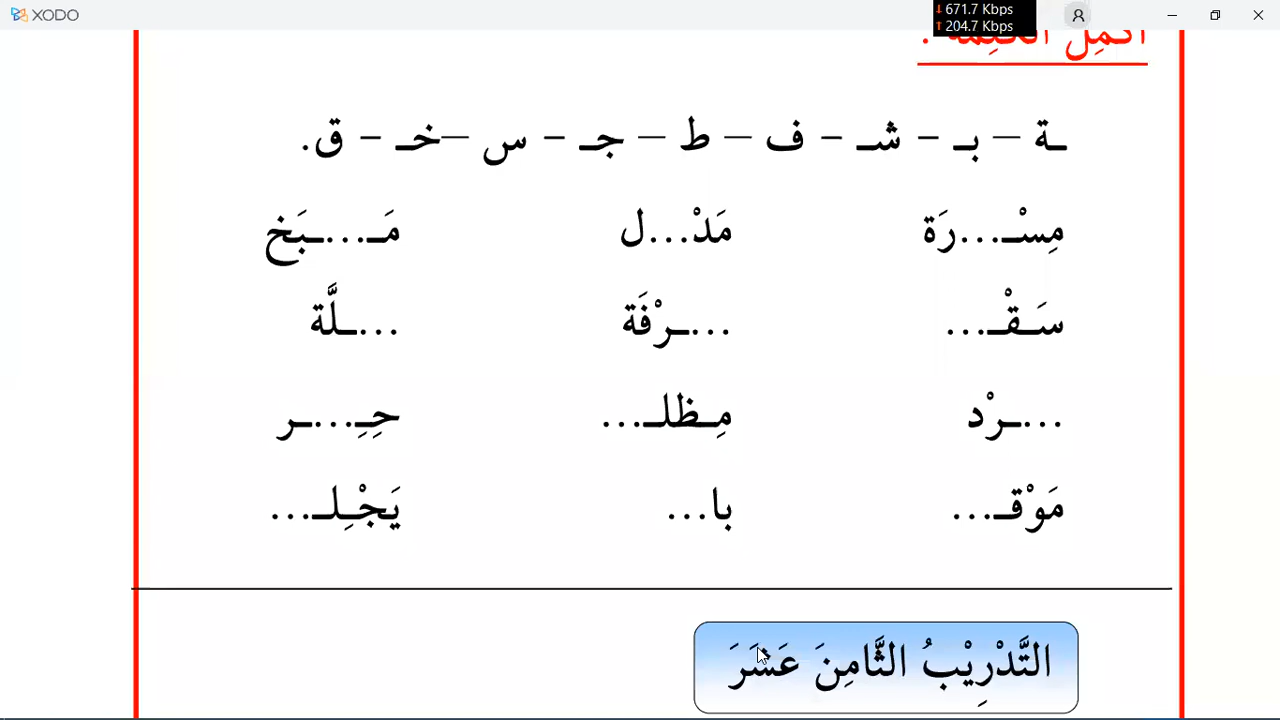 XODO
↓ 671.7 Kbps
↑ 204.7 Kbps
ـة – بـ – شـ – ف – ط – جـ – س – خـ – ق.
مِسْـ...رَة مَدْ...ل مَـ...ـبَخ
سَـقْـ... ...ـرْفَة ...ـلَّة
...ـرْد مِـظلـ... حِـِ...ـر
مَوْقـ... با... يَجْـِلـ...
التَّدْرِيْبُ الثَّامِنَ عَشَرَ